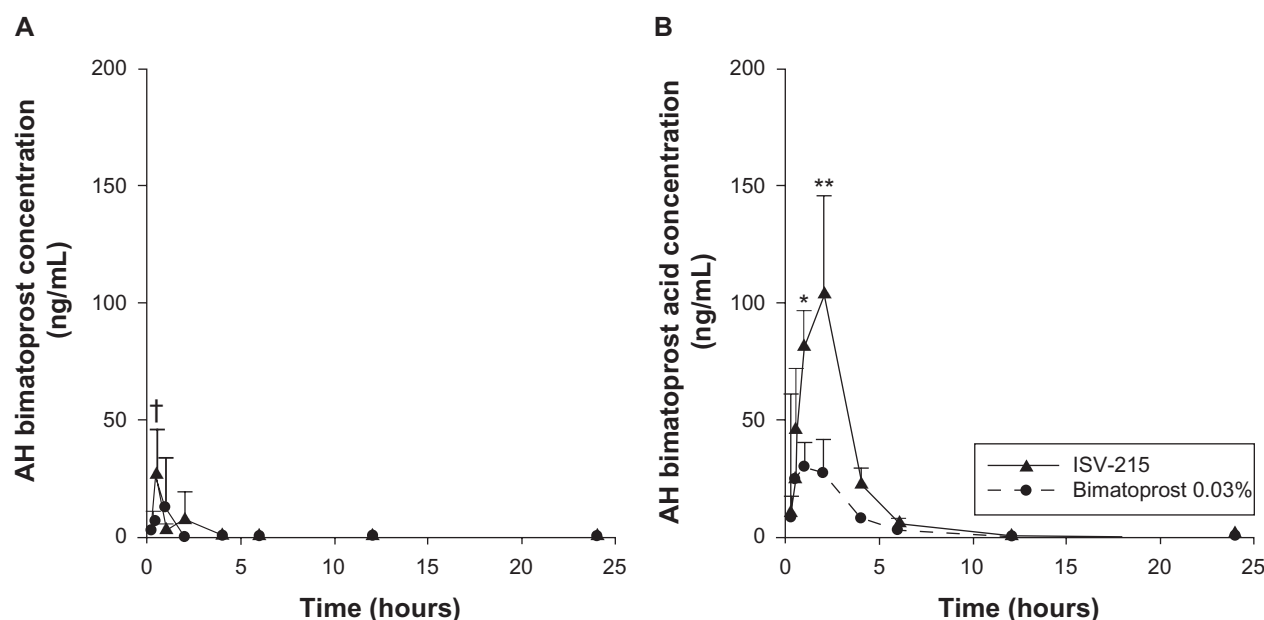 A
AH bimatoprost concentration
(ng/mL)
200
150
100
50
0
†
0
5
10
15
20
25
Time (hours)
B
AH bimatoprost acid concentration
(ng/mL)
200
150
100
50
0
*
**
ISV-215
Bimatoprost 0.03%
0
5
10
15
20
25
Time (hours)